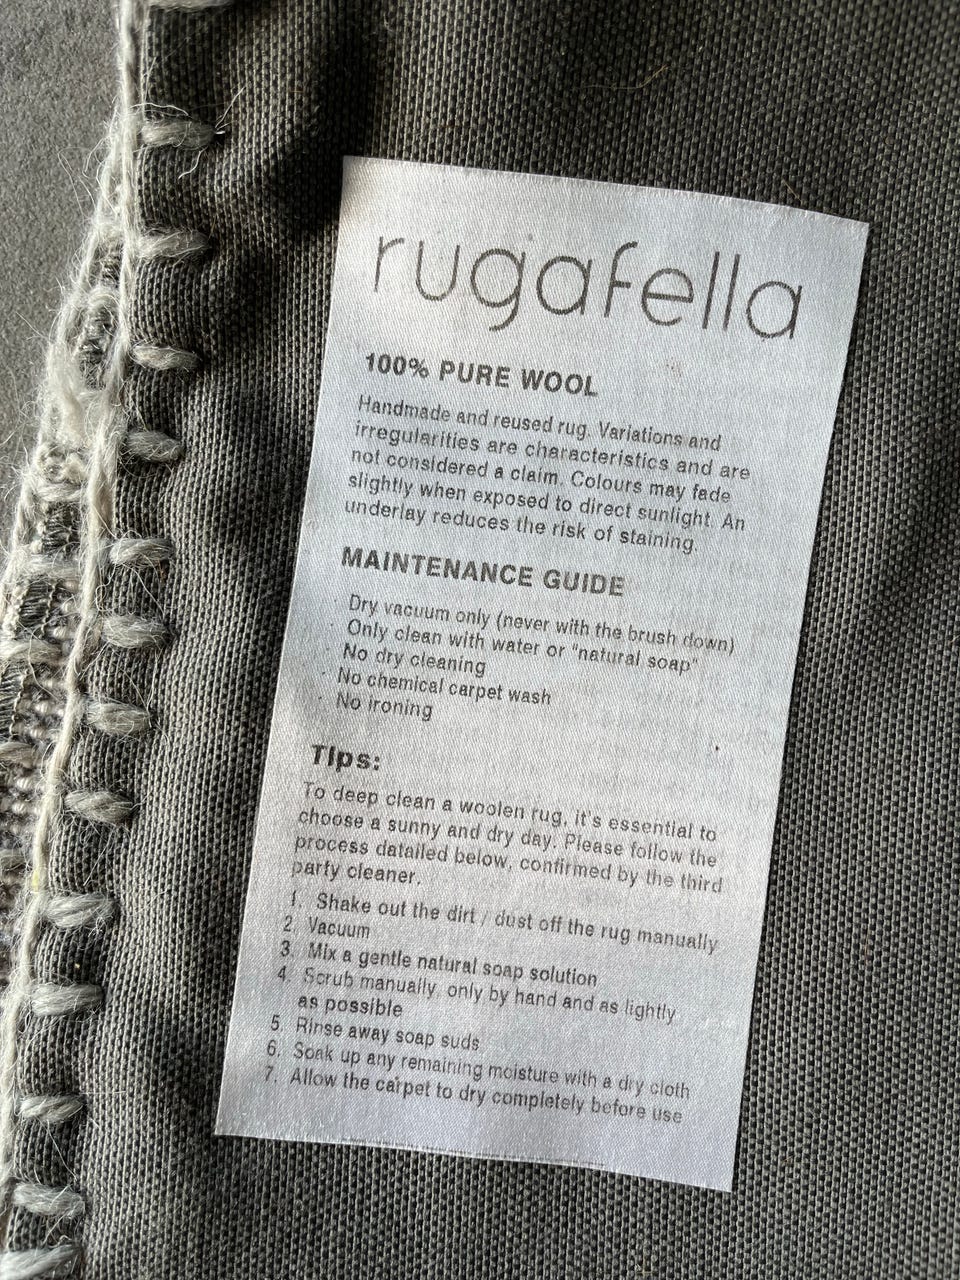 rugafella
100% PURE WOOL
Handmade and reused rug. Variations and
irregularities are characteristics and are
not considered a claim. Colours may fade
slightly when exposed to direct sunlight. An
underlay reduces the risk of staining.
MAINTENANCE GUIDE
· Dry vacuum only (never with the brush down)
· Only clean with water or "natural soap"
· No dry cleaning
· No chemical carpet wash
· No ironing
Tips:
To deep clean a woolen rug, it's essential to
choose a sunny and dry day. Please follow the
process datailed below, confirmed by the third
party cleaner.
1. Shake out the dirt / dust off the rug manually
2. Vacuum
3. Mix a gentle natural soap solution
4. Scrub manually, only by hand and as lightly
as possible
5. Rinse away soap suds
6. Soak up any remaining moisture with a dry cloth
7. Allow the carpet to dry completely before use